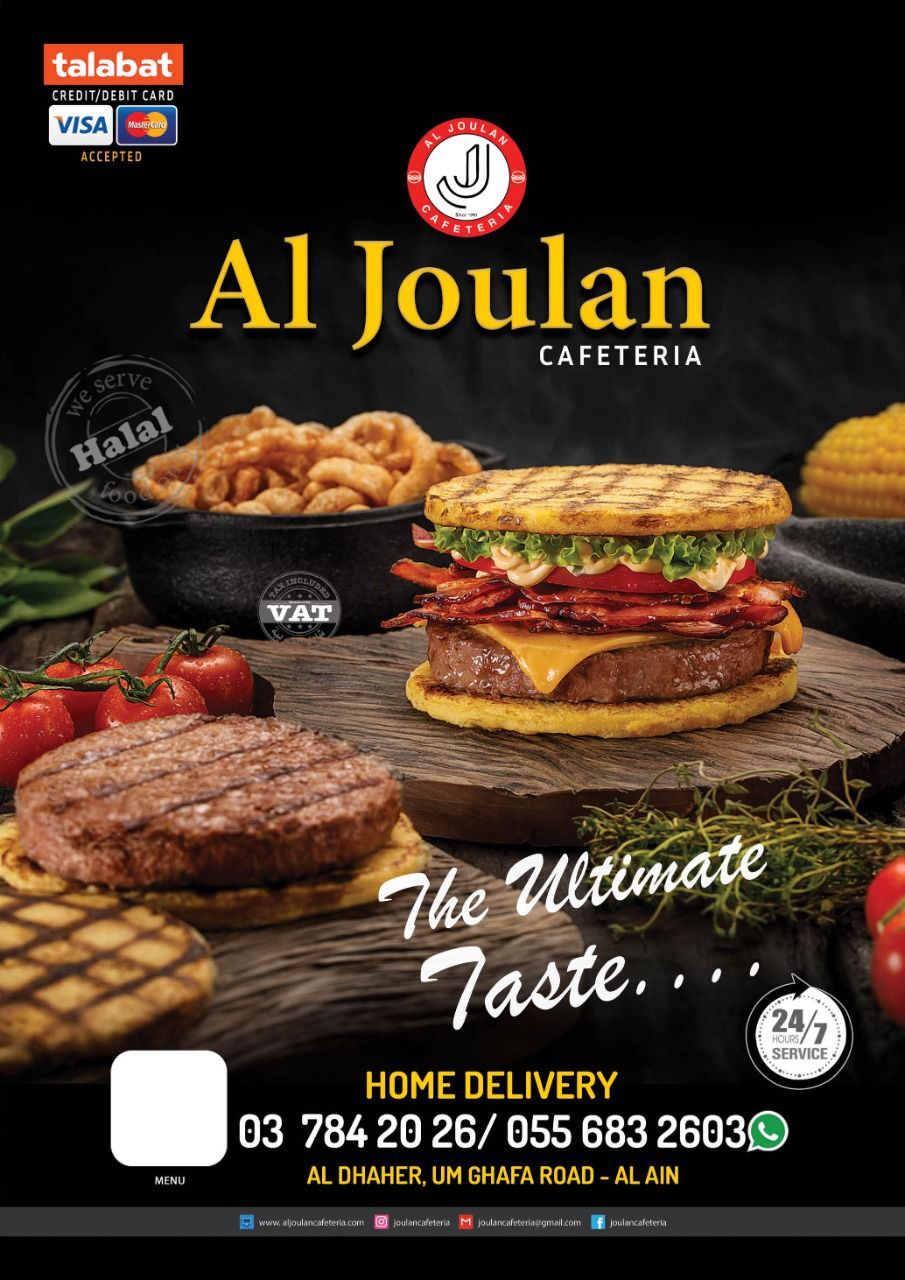 talabat
CREDIT/DEBIT CARD
VISA MasterCard
ACCEPTED
AL JOULAN
CAFETERIA
Al Joulan
CAFETERIA
we serve
Halal
food
TAX INCLUDED
VAT
The Ultimate
Taste....
24/7
HOURS
SERVICE
HOME DELIVERY
03 784 20 26/ 055 683 2603
AL DHAHER, UM GHAFA ROAD - AL AIN
MENU
www.aljoulancafeteria.com joulancafeteria joulancafeteria@gmail.com joulancafeteria